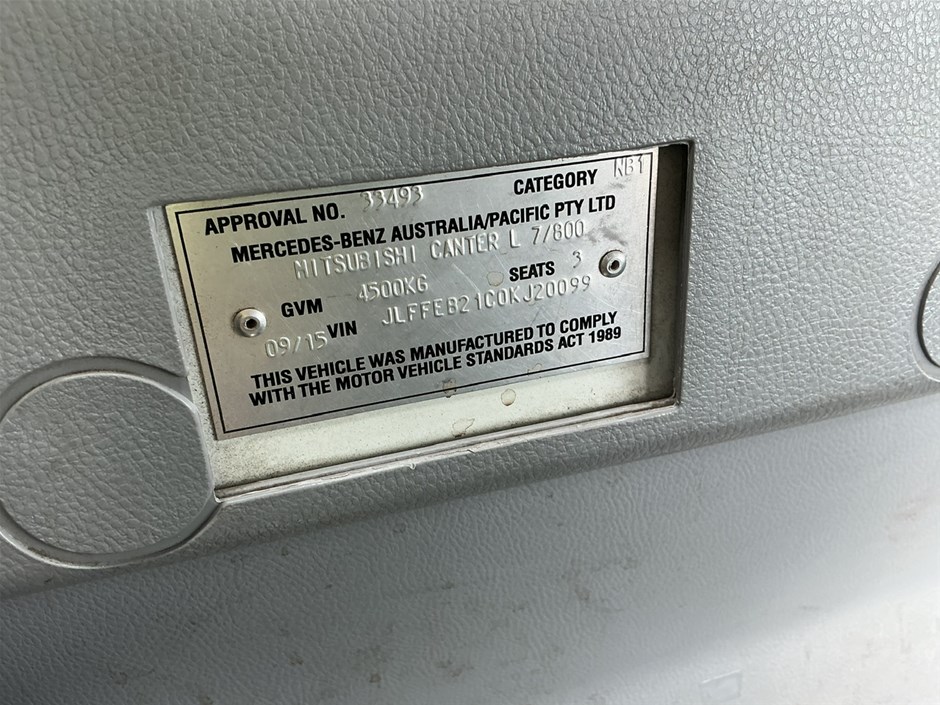 APPROVAL NO. 33493 CATEGORY NB1
MERCEDES-BENZ AUSTRALIA/PACIFIC PTY LTD
MITSUBISHI CANTER L 7/800
GVM 4500KG SEATS 3
09/15 VIN JLFFEB21C0KJ20099
THIS VEHICLE WAS MANUFACTURED TO COMPLY
WITH THE MOTOR VEHICLE STANDARDS ACT 1989